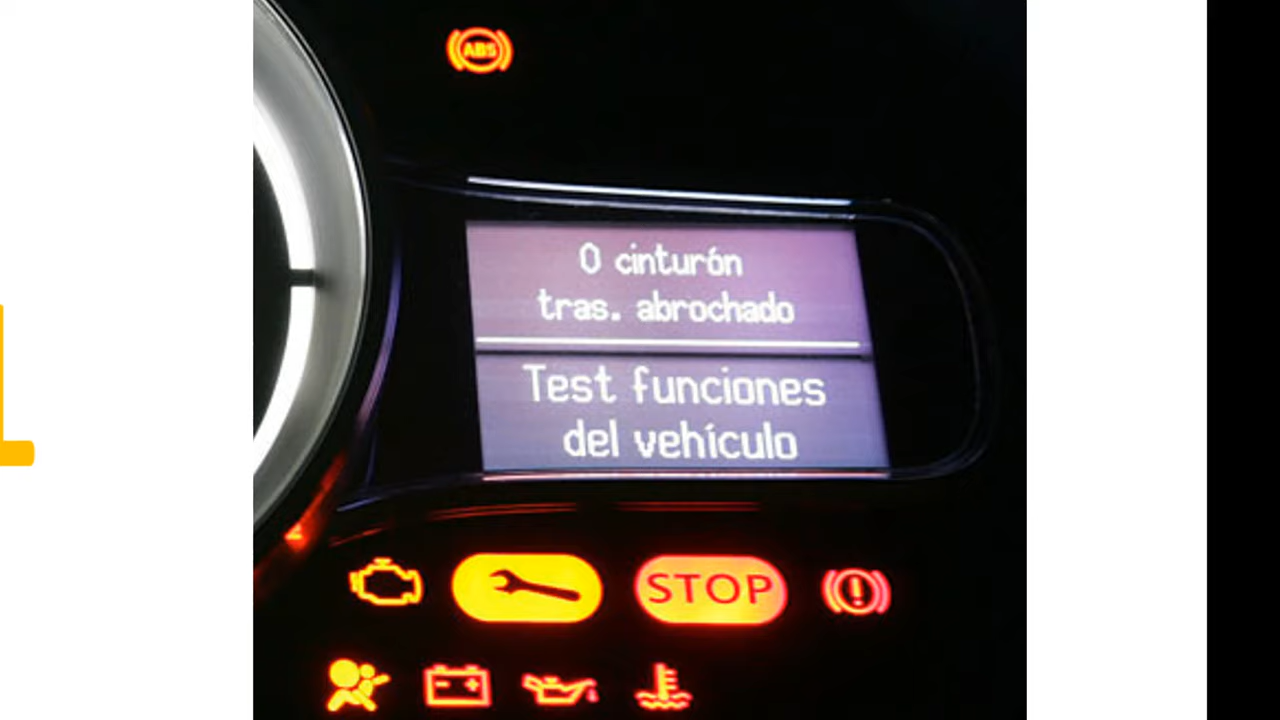 ABS
0 cinturón
tras. abrochado
Test funciones
del vehículo
STOP